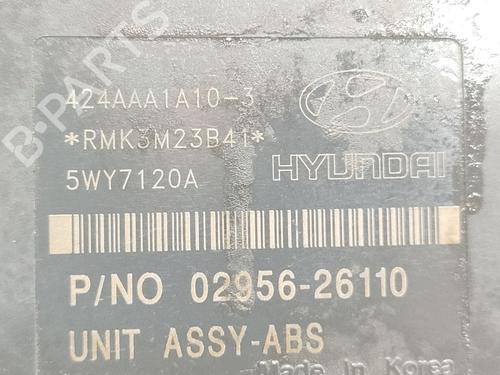 B-PARTS
424AAA1A10-3
*RMK3M23B41*
5WY7120A
HYUNDAI
P/NO 02956-26110
UNIT ASSY-ABS
Made In Korea